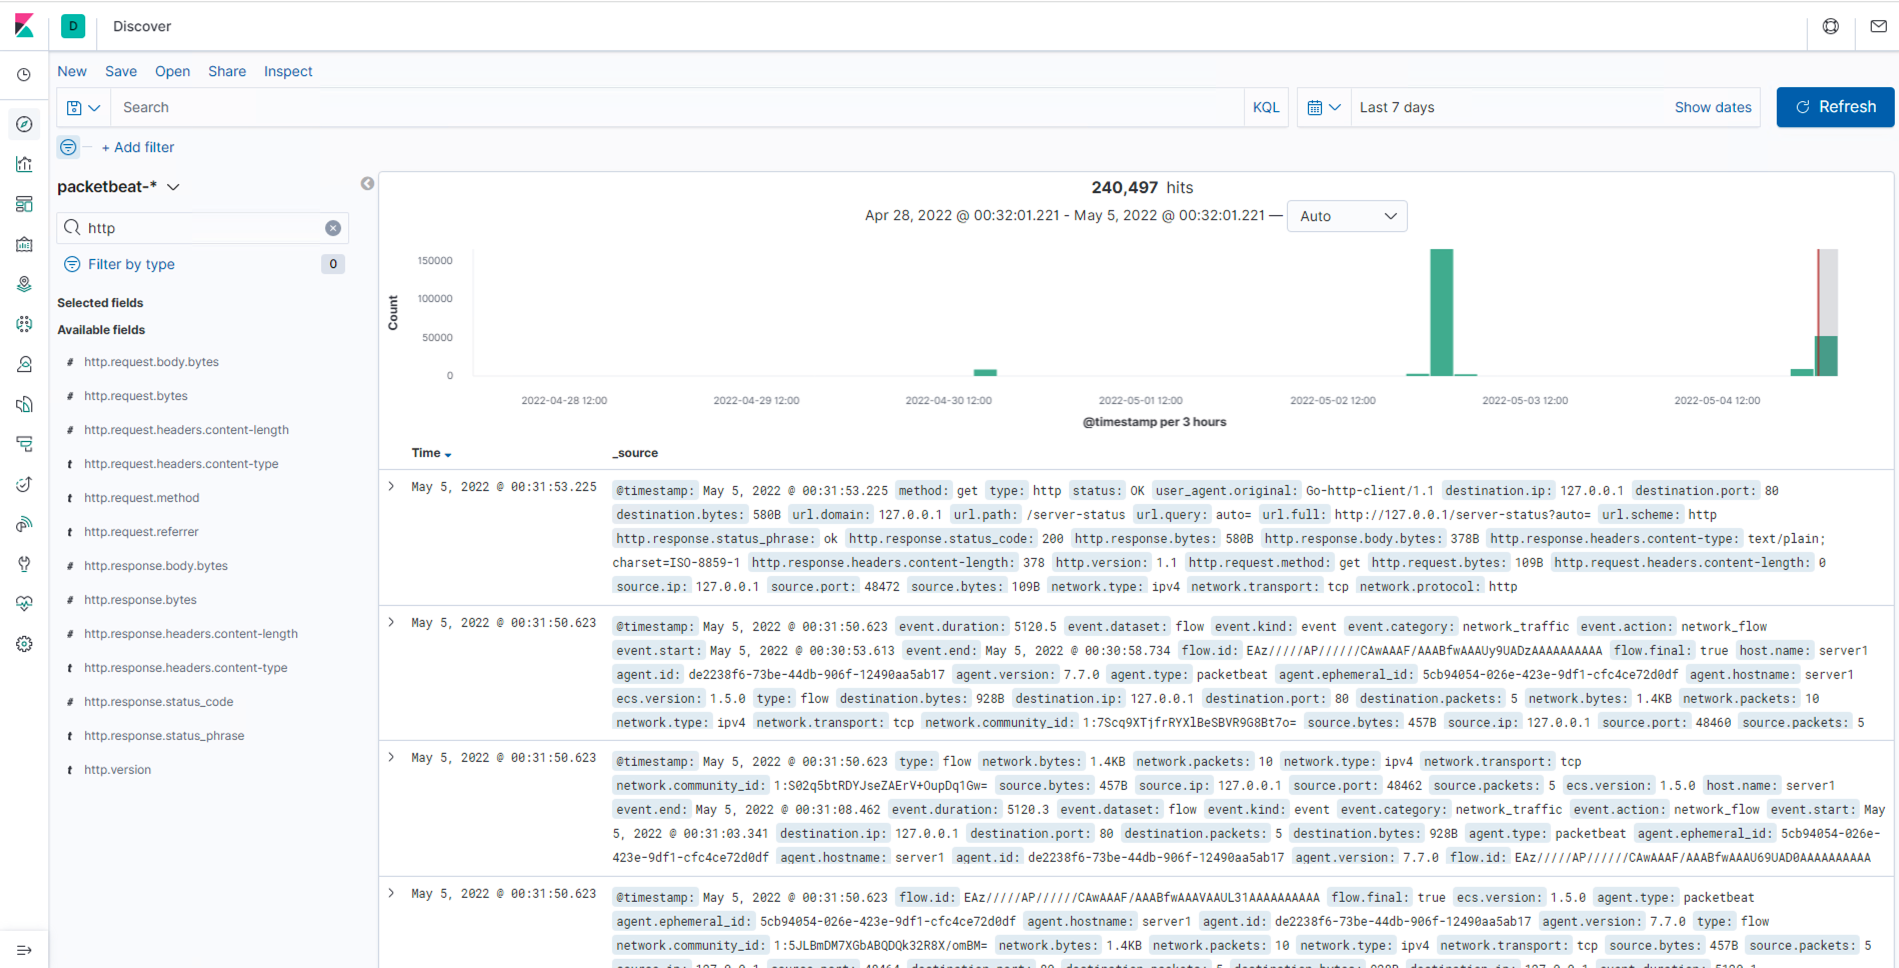 D Discover
New Save Open Share Inspect
Search KQL Last 7 days Show dates Refresh
+ Add filter
packetbeat-*
http
Filter by type 0
Selected fields
Available fields
# http.request.body.bytes
# http.request.bytes
# http.request.headers.content-length
t http.request.headers.content-type
t http.request.method
t http.request.referrer
# http.response.body.bytes
# http.response.bytes
# http.response.headers.content-length
t http.response.headers.content-type
# http.response.status_code
t http.response.status_phrase
t http.version
240,497 hits
Apr 28, 2022 @ 00:32:01.221 - May 5, 2022 @ 00:32:01.221 — Auto
Count
150000
100000
50000
0
2022-04-28 12:00 2022-04-29 12:00 2022-04-30 12:00 2022-05-01 12:00 2022-05-02 12:00 2022-05-03 12:00 2022-05-04 12:00
@timestamp per 3 hours
Time _source
May 5, 2022 @ 00:31:53.225 @timestamp: May 5, 2022 @ 00:31:53.225 method: get type: http status: OK user_agent.original: Go-http-client/1.1 destination.ip: 127.0.0.1 destination.port: 80
destination.bytes: 580B url.domain: 127.0.0.1 url.path: /server-status url.query: auto= url.full: http://127.0.0.1/server-status?auto= url.scheme: http
http.response.status_phrase: ok http.response.status_code: 200 http.response.bytes: 580B http.response.body.bytes: 378B http.response.headers.content-type: text/plain;
charset=ISO-8859-1 http.response.headers.content-length: 378 http.version: 1.1 http.request.method: get http.request.bytes: 109B http.request.headers.content-length: 0
source.ip: 127.0.0.1 source.port: 48472 source.bytes: 109B network.type: ipv4 network.transport: tcp network.protocol: http
May 5, 2022 @ 00:31:50.623 @timestamp: May 5, 2022 @ 00:31:50.623 event.duration: 5120.5 event.dataset: flow event.kind: event event.category: network_traffic event.action: network_flow
event.start: May 5, 2022 @ 00:30:53.613 event.end: May 5, 2022 @ 00:30:58.734 flow.id: EAz/////AP//////CAwAAAF/AAABfwAAAUy9UADzAAAAAAAAAA flow.final: true host.name: server1
agent.id: de2238f6-73be-44db-906f-12490aa5ab17 agent.version: 7.7.0 agent.type: packetbeat agent.ephemeral_id: 5cb94054-026e-423e-9df1-cfc4ce72d0df agent.hostname: server1
ecs.version: 1.5.0 type: flow destination.bytes: 928B destination.ip: 127.0.0.1 destination.port: 80 destination.packets: 5 network.bytes: 1.4KB network.packets: 10
network.type: ipv4 network.transport: tcp network.community_id: 1:7Scq9XTjfrRYXlBeSBVR9G8Bt7o= source.bytes: 457B source.ip: 127.0.0.1 source.port: 48460 source.packets: 5
May 5, 2022 @ 00:31:50.623 @timestamp: May 5, 2022 @ 00:31:50.623 type: flow network.bytes: 1.4KB network.packets: 10 network.type: ipv4 network.transport: tcp
network.community_id: 1:S02q5btRDYJseZAErV+OupDq1Gw= source.bytes: 457B source.ip: 127.0.0.1 source.port: 48462 source.packets: 5 ecs.version: 1.5.0 host.name: server1
event.end: May 5, 2022 @ 00:31:08.462 event.duration: 5120.3 event.dataset: flow event.kind: event event.category: network_traffic event.action: network_flow event.start: May
5, 2022 @ 00:31:03.341 destination.ip: 127.0.0.1 destination.port: 80 destination.packets: 5 destination.bytes: 928B agent.type: packetbeat agent.ephemeral_id: 5cb94054-026e-
423e-9df1-cfc4ce72d0df agent.hostname: server1 agent.id: de2238f6-73be-44db-906f-12490aa5ab17 agent.version: 7.7.0 flow.id: EAz/////AP//////CAwAAAF/AAABfwAAAU69UAD0AAAAAAAAAA
May 5, 2022 @ 00:31:50.623 @timestamp: May 5, 2022 @ 00:31:50.623 flow.id: EAz/////AP//////CAwAAAF/AAABfwAAAVAAUL31AAAAAAAAAA flow.final: true ecs.version: 1.5.0 agent.type: packetbeat
agent.ephemeral_id: 5cb94054-026e-423e-9df1-cfc4ce72d0df agent.hostname: server1 agent.id: de2238f6-73be-44db-906f-12490aa5ab17 agent.version: 7.7.0 type: flow
network.community_id: 1:5JLBmDM7XGbABQDQk32R8X/omBM= network.bytes: 1.4KB network.packets: 10 network.type: ipv4 network.transport: tcp source.bytes: 457B source.packets: 5